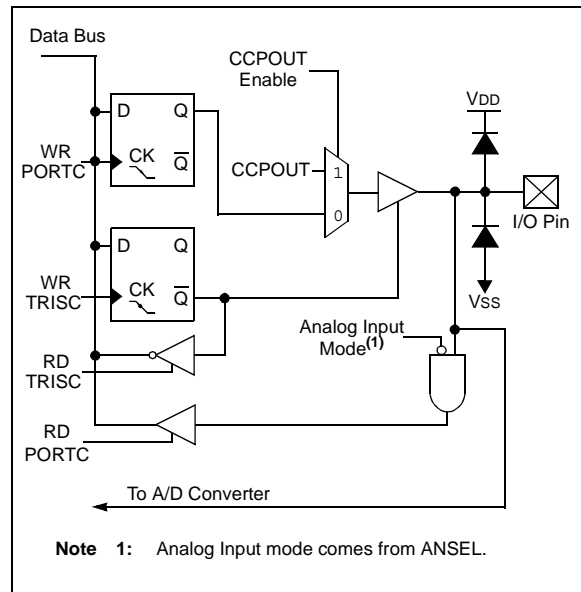 Data Bus
CCPOUT
Enable
VDD
D Q
WR
PORTC
CK
Q
CCPOUT
1
0
I/O Pin
D Q
WR
TRISC
CK
Q
VSS
Analog Input
Mode(1)
RD
TRISC
RD
PORTC
To A/D Converter
Note 1: Analog Input mode comes from ANSEL.